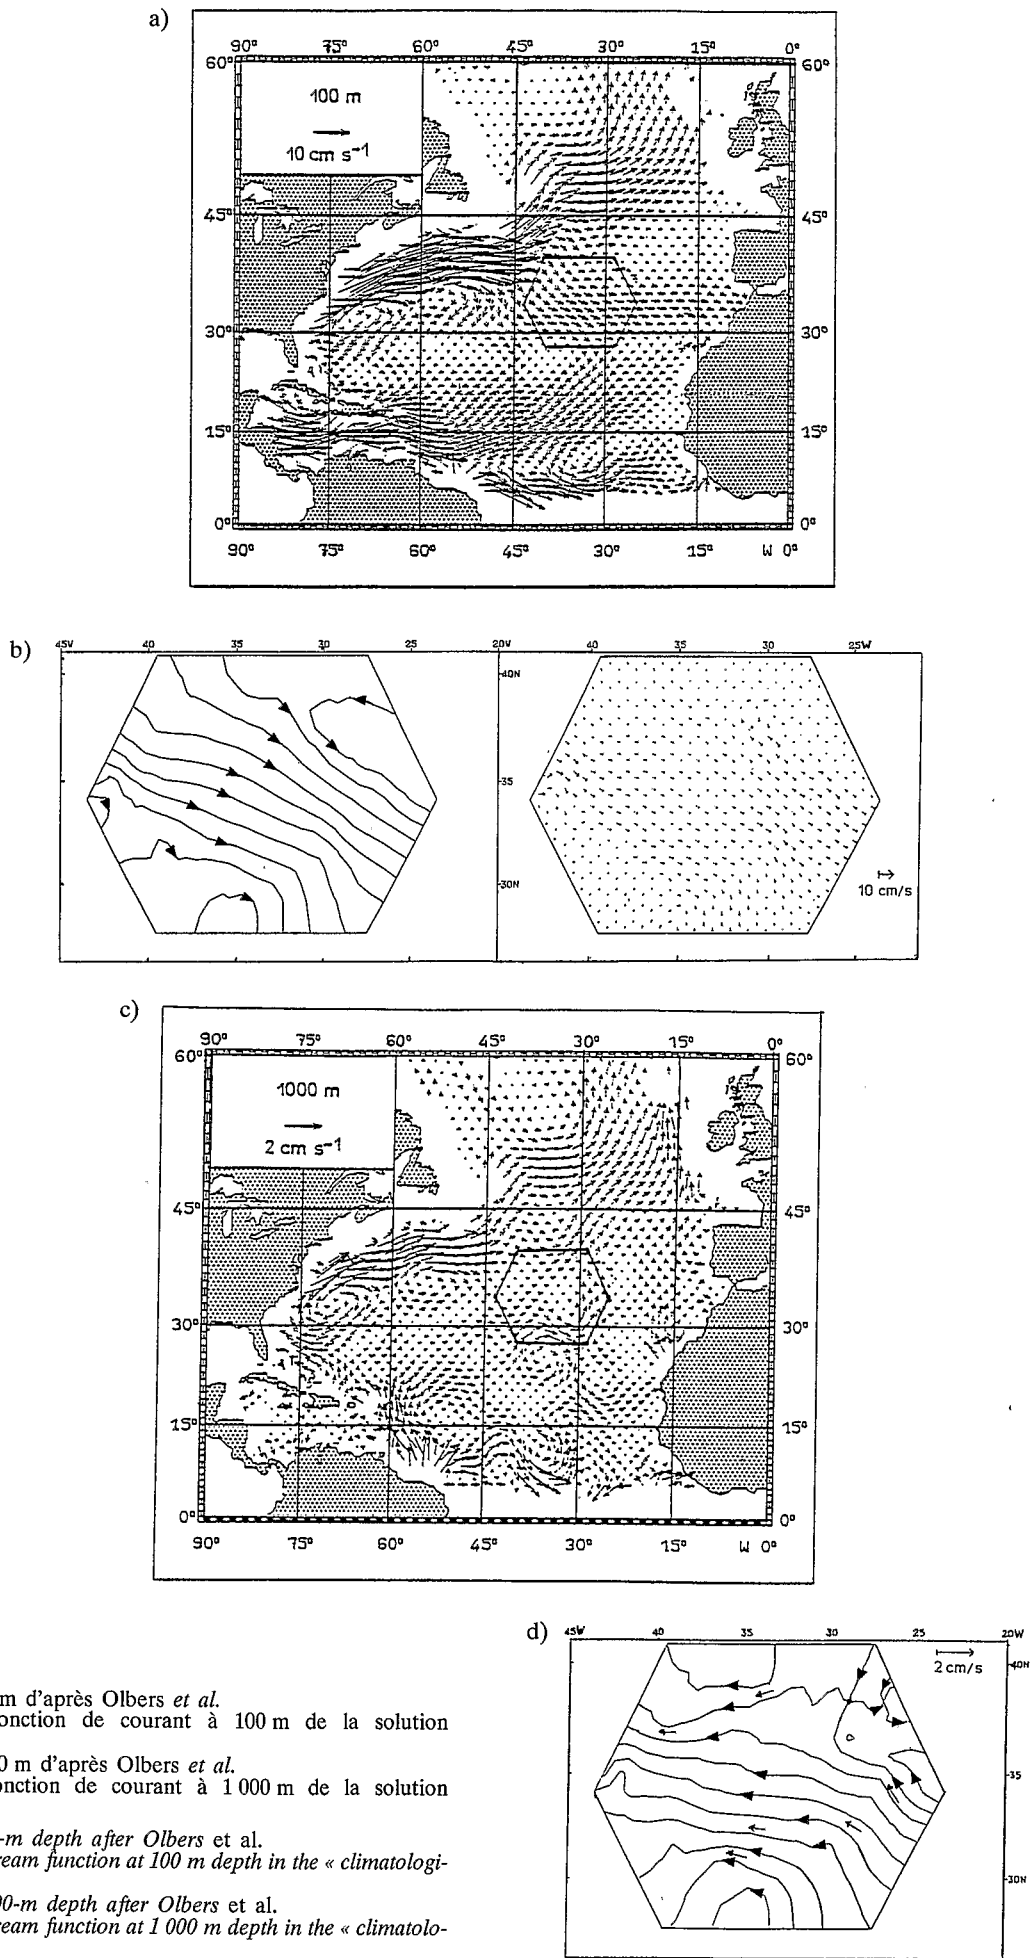 a)
90° 75° 60° 45° 30° 15° 0°
60° 60°
100 m
10 cm s⁻¹
45° 45°
30° 30°
15° 15°
0° 0°
90° 75° 60° 45° 30° 15° W 0°
b)
45W 40 35 30 25 20W 40 35 30 25W
40N
35
30N
10 cm/s
c)
90° 75° 60° 45° 30° 15° 0°
60° 60°
1000 m
2 cm s⁻¹
45° 45°
30° 30°
15° 15°
0° 0°
90° 75° 60° 45° 30° 15° W 0°
d)
45W 40 35 30 25 20W
2 cm/s
40N
35
30N
m d'après Olbers et al.
onction de courant à 100 m de la solution
0 m d'après Olbers et al.
onction de courant à 1 000 m de la solution
-m depth after Olbers et al.
ream function at 100 m depth in the « climatologi-
00-m depth after Olbers et al.
ream function at 1 000 m depth in the « climatolo-